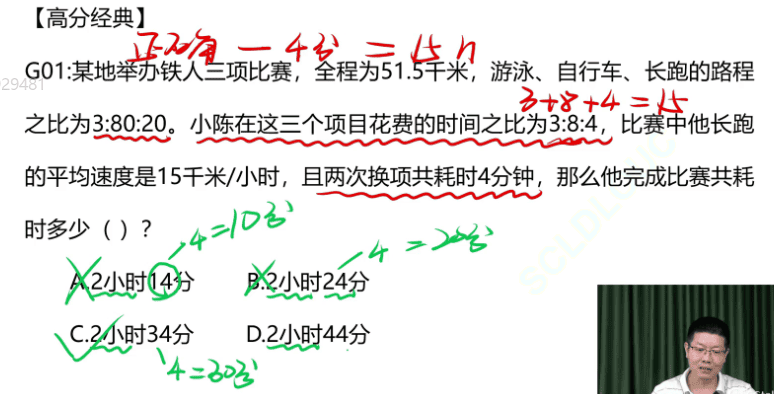 【高分经典】
正确 - 4分 = 15n
G01:某地举办铁人三项比赛，全程为51.5千米，游泳、自行车、长跑的路程
29481
3+8+4=15
之比为3:80:20。小陈在这三个项目花费的时间之比为3:8:4，比赛中他长跑
的平均速度是15千米/小时，且两次换项共耗时4分钟，那么他完成比赛共耗
时多少（）？
-4=10分
-4=20分
A.2小时14分 B.2小时24分
C.2小时34分 D.2小时44分
-4=30分
SCLDLGUC